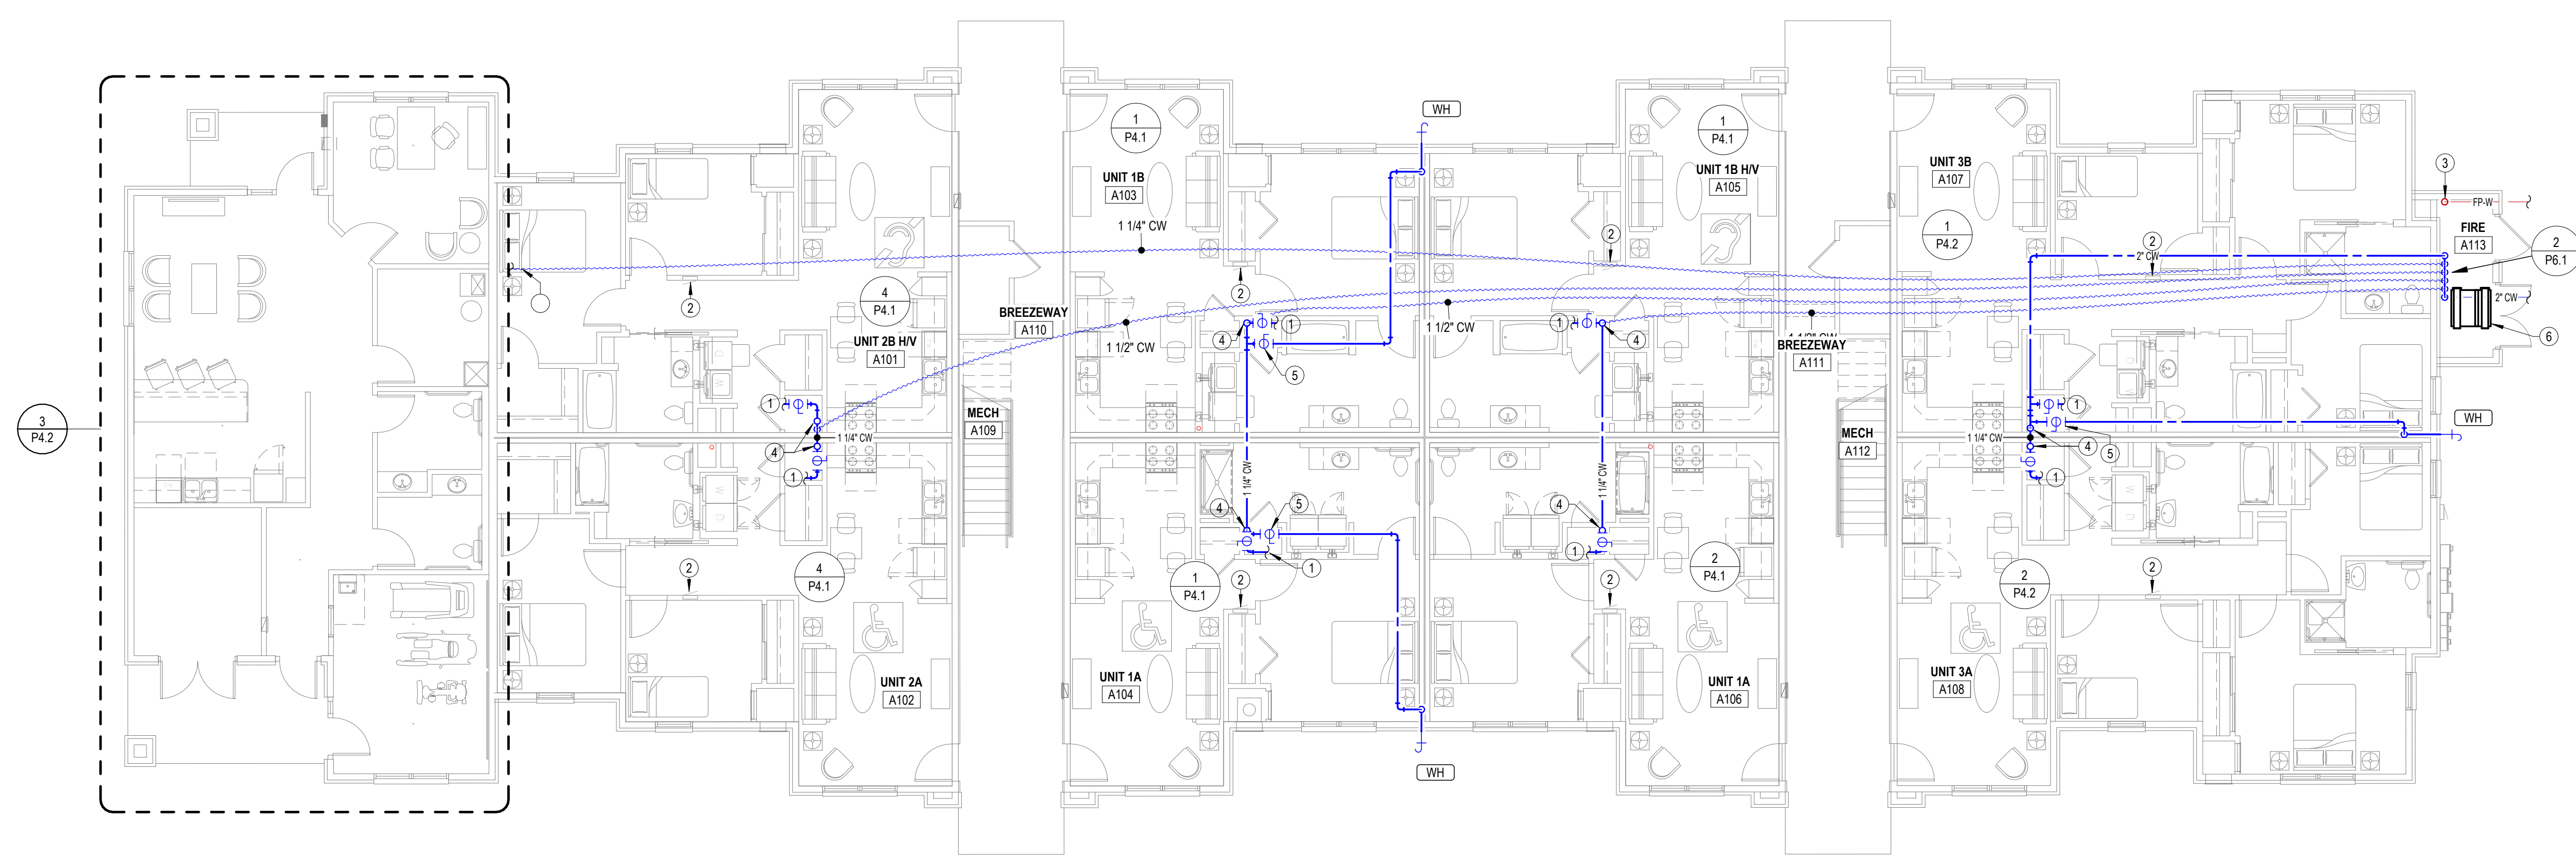 WH
1
P4.1
1
P4.1
UNIT 1B
A103
UNIT 1B H/V
A105
UNIT 3B
A107
3
FP-W
FIRE
A113
2
P6.1
1 1/4" CW
1
P4.2
2
2
2" CW
2
2
4
P4.1
BREEZEWAY
A110
UNIT 2B H/V
A101
1 1/2" CW
1 1/2" CW
1 1/2" CW
BREEZEWAY
A111
2" CW
6
1
4
5
1
4
3
P4.2
1
MECH
A109
1 1/4" CW
4
1
WH
MECH
A112
1
1 1/4" CW
4
5
1
W
D
1 1/4" CW
1 1/4" CW
4
5
1
4
1
4
P4.1
2
1
P4.1
2
2
P4.1
2
2
P4.2
2
UNIT 2A
A102
UNIT 1A
A104
UNIT 1A
A106
UNIT 3A
A108
WH